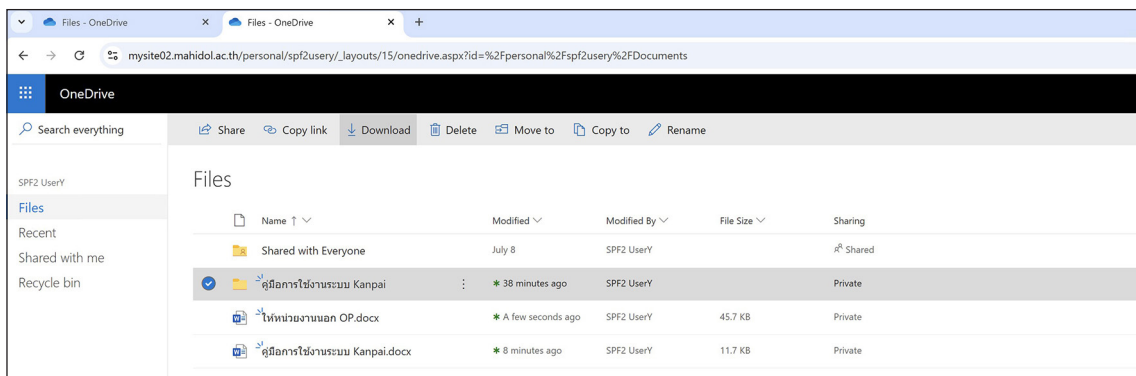 Files - OneDrive
Files - OneDrive
mysite02.mahidol.ac.th/personal/spf2usery/_layouts/15/onedrive.aspx?id=%2Fpersonal%2Fspf2usery%2FDocuments
OneDrive
Search everything
Share Copy link Download Delete Move to Copy to Rename
SPF2 UserY
Files
Recent
Shared with me
Recycle bin
Files
Name Modified Modified By File Size Sharing
Shared with Everyone July 8 SPF2 UserY Shared
คู่มือการใช้งานระบบ Kanpai 38 minutes ago SPF2 UserY Private
ให้หน่วยงานนอก OP.docx A few seconds ago SPF2 UserY 45.7 KB Private
คู่มือการใช้งานระบบ Kanpai.docx 8 minutes ago SPF2 UserY 11.7 KB Private